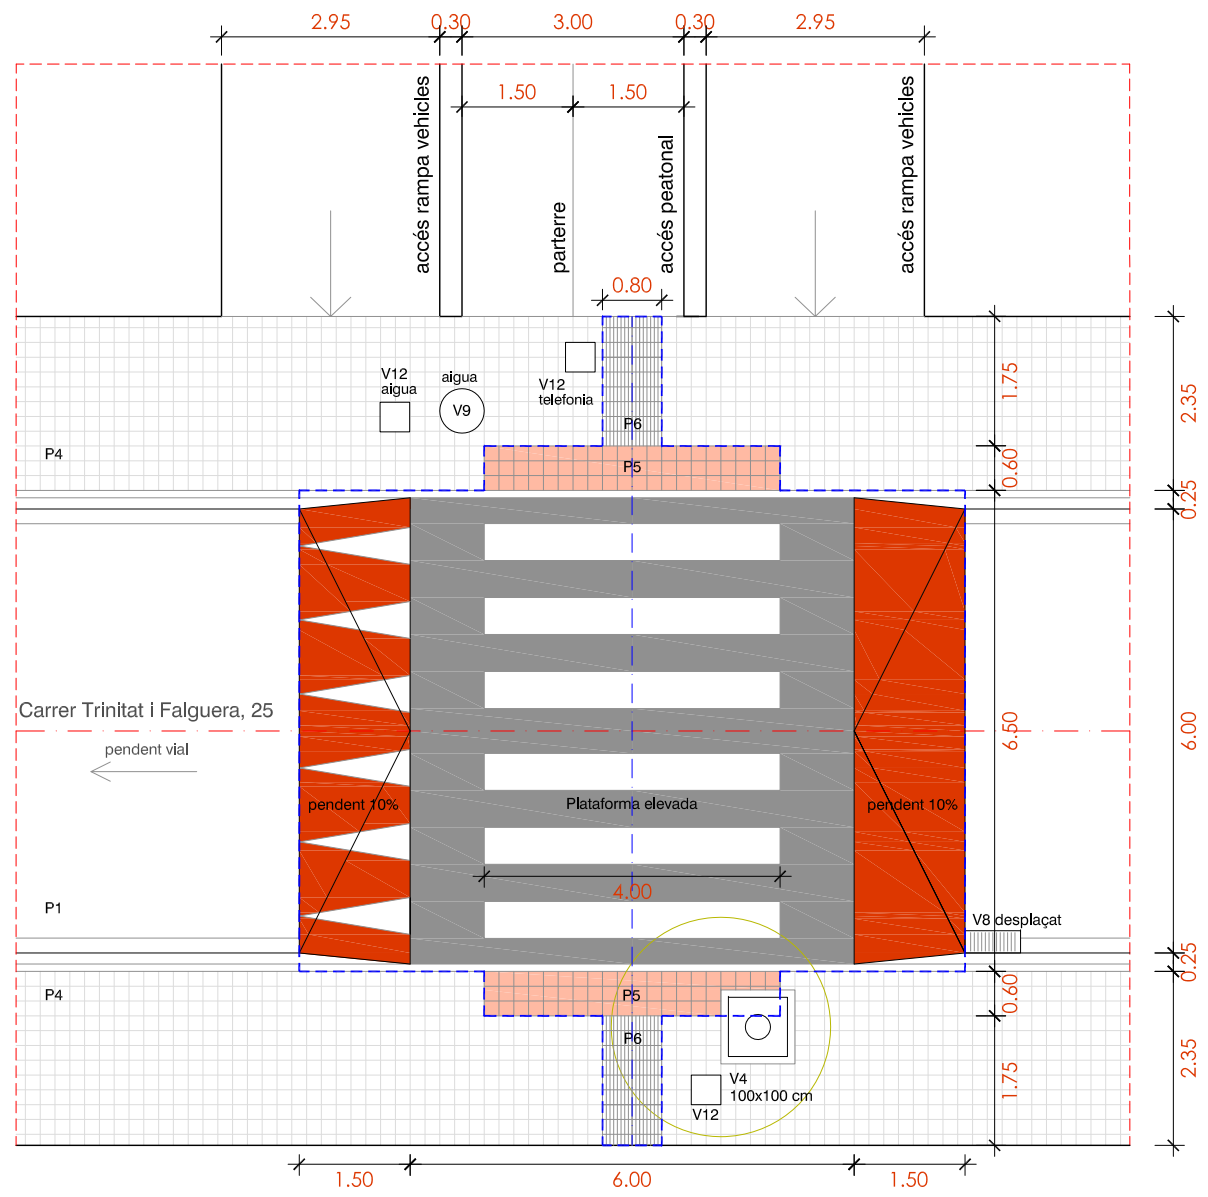 2.95
0.30
3.00
0.30
2.95
1.50
1.50
accés rampa vehicles
parterre
accés peatonal
accés rampa vehicles
0.80
V12
aigua
aigua
V9
V12
telefonia
P6
P5
P4
1.75
0.60
2.35
0.25
Carrer Trinitat i Falguera, 25
pendent vial
6.50
6.00
pendent 10%
Plataforma elevada
pendent 10%
4.00
P1
V8 desplaçat
0.25
P4
P5
0.60
P6
V4
100x100 cm
V12
1.75
2.35
1.50
6.00
1.50